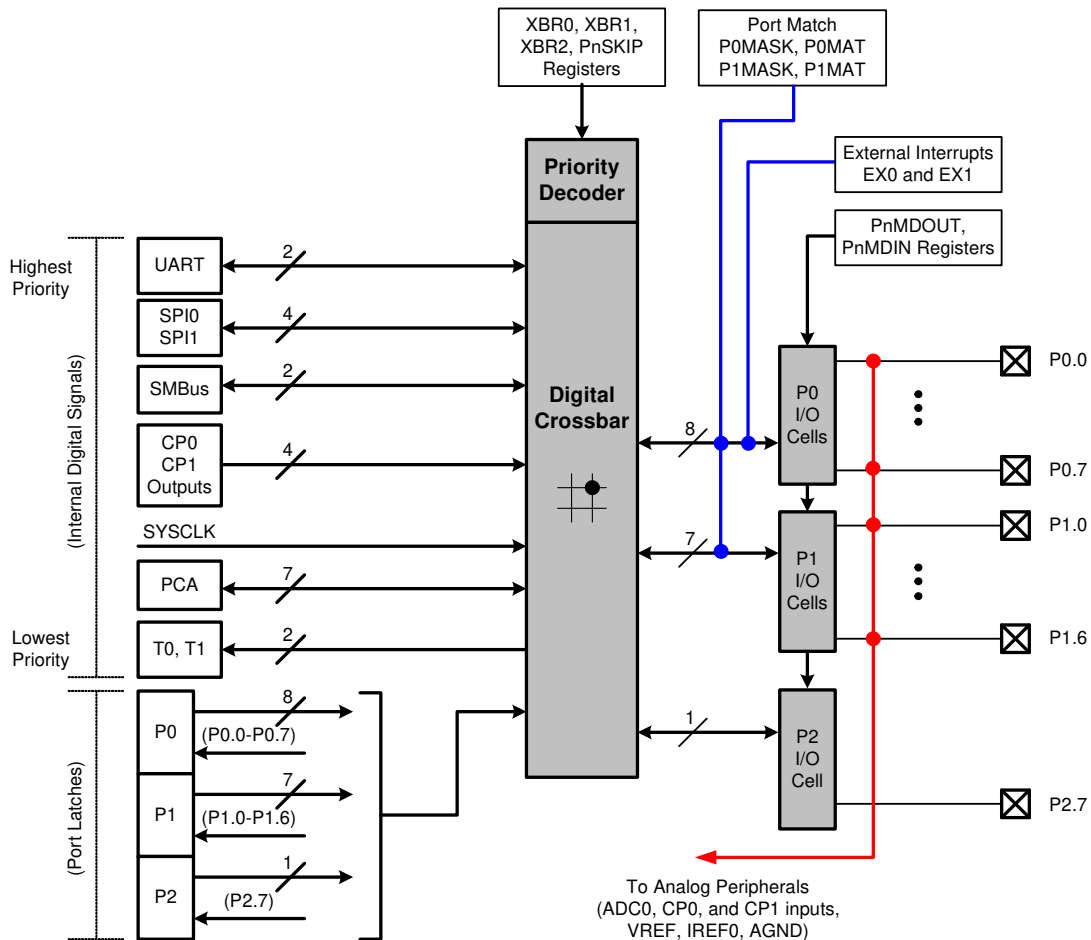 XBR0, XBR1,
XBR2, PnSKIP
Registers
Port Match
P0MASK, P0MAT
P1MASK, P1MAT
External Interrupts
EX0 and EX1
PnMDOUT,
PnMDIN Registers
Priority
Decoder
Digital
Crossbar
Highest
Priority
(Internal Digital Signals)
Lowest
Priority
UART
2
SPI0
SPI1
4
SMBus
2
CP0
CP1
Outputs
4
SYSCLK
PCA
7
T0, T1
2
(Port Latches)
P0
8
(P0.0-P0.7)
P1
7
(P1.0-P1.6)
P2
1
(P2.7)
8
7
1
P0
I/O
Cells
P1
I/O
Cells
P2
I/O
Cell
P0.0
P0.7
P1.0
P1.6
P2.7
To Analog Peripherals
(ADC0, CP0, and CP1 inputs,
VREF, IREF0, AGND)